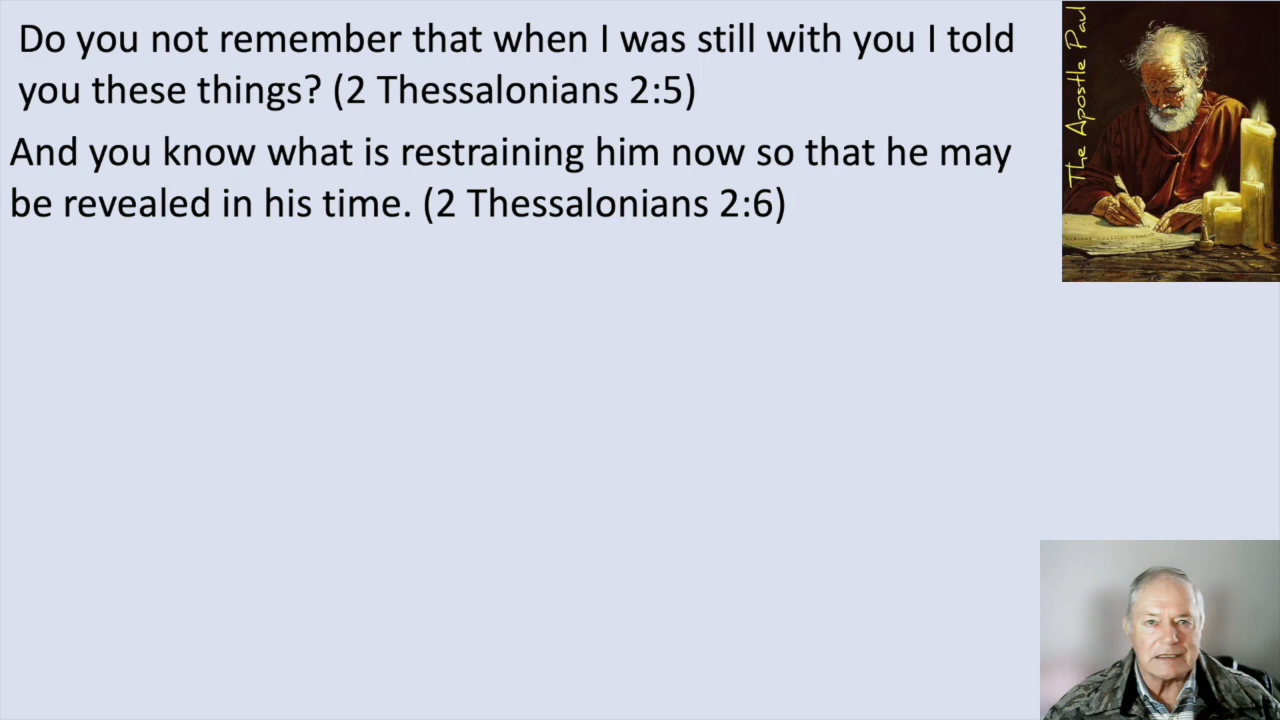 Do you not remember that when I was still with you I told
you these things? (2 Thessalonians 2:5)
And you know what is restraining him now so that he may
be revealed in his time. (2 Thessalonians 2:6)
The Apostle Paul